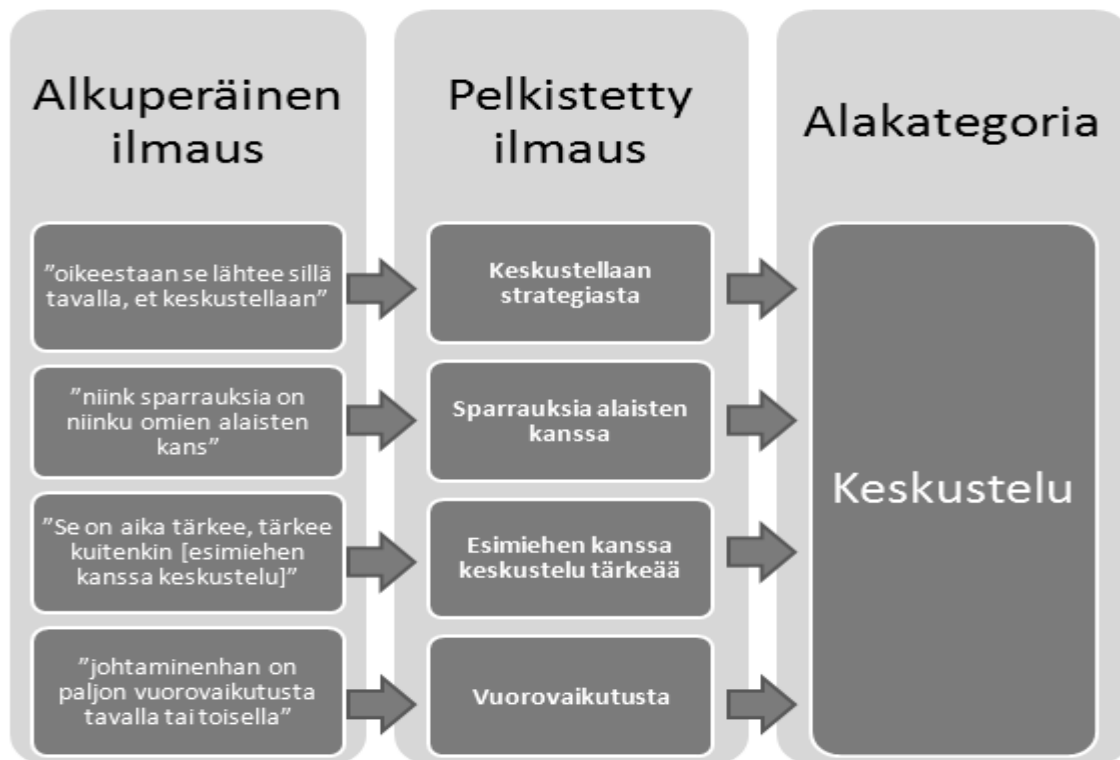 Alkuperäinen
ilmaus
Pelkistetty
ilmaus
Alakategoria
”oikeestaan se lähtee sillä
tavalla, et keskustellaan”
Keskustellaan
strategiasta
”niink sparrauksia on
niinku omien alaisten
kans”
Sparrauksia alaisten
kanssa
”Se on aika tärkee, tärkee
kuitenkin [esimiehen
kanssa keskustelu]”
Esimiehen kanssa
keskustelu tärkeää
”johtaminenhan on
paljon vuorovaikutusta
tavalla tai toisella”
Vuorovaikutusta
Keskustelu